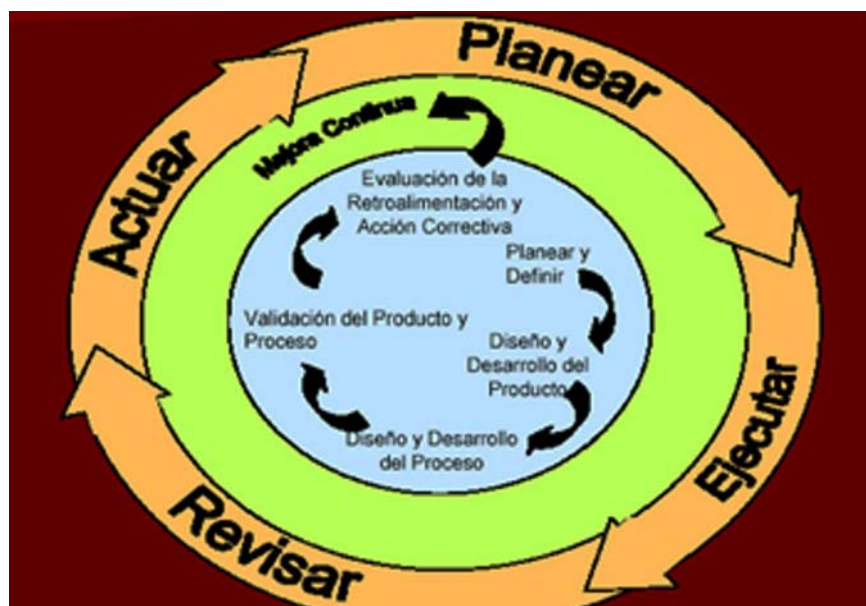 Planear
Ejecutar
Revisar
Actuar
Mejora Continua
Evaluación de la
Retroalimentación y
Acción Correctiva
Planear y
Definir
Diseño y
Desarrollo del
Producto
Diseño y Desarrollo
del Proceso
Validación del Producto y
Proceso